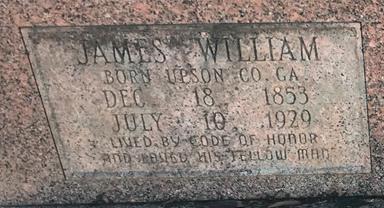 JAMES WILLIAM
BORN UPSON CO. GA.
DEC 18 1853
JULY 10 1929
LIVED BY CODE OF HONOR
AND LOVED HIS FELLOW MAN